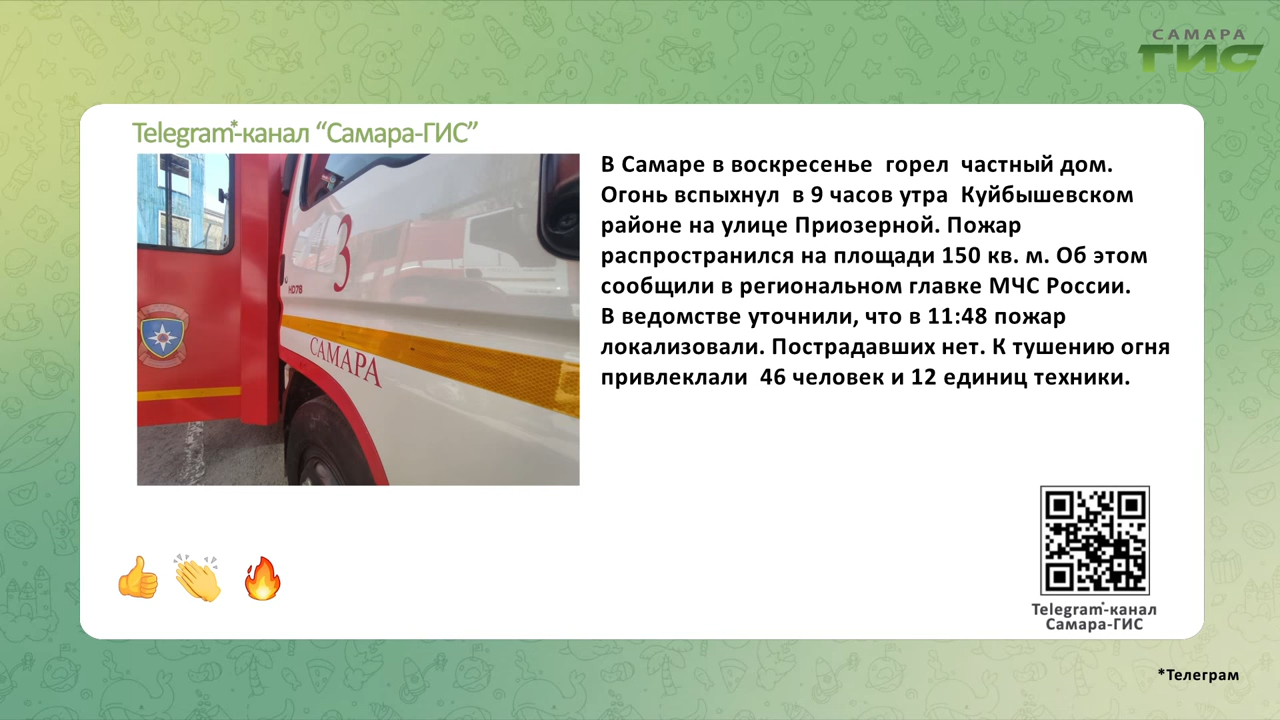 САМАРА
ГИС
Telegram*-канал “Самара-ГИС”
3
HD78
САМАРА
В Самаре в воскресенье горел частный дом.
Огонь вспыхнул в 9 часов утра Куйбышевском
районе на улице Приозерной. Пожар
распространился на площади 150 кв. м. Об этом
сообщили в региональном главке МЧС России.
В ведомстве уточнили, что в 11:48 пожар
локализовали. Пострадавших нет. К тушению огня
привлекали 46 человек и 12 единиц техники.
Telegram*-канал
Самара-ГИС
*Телеграм